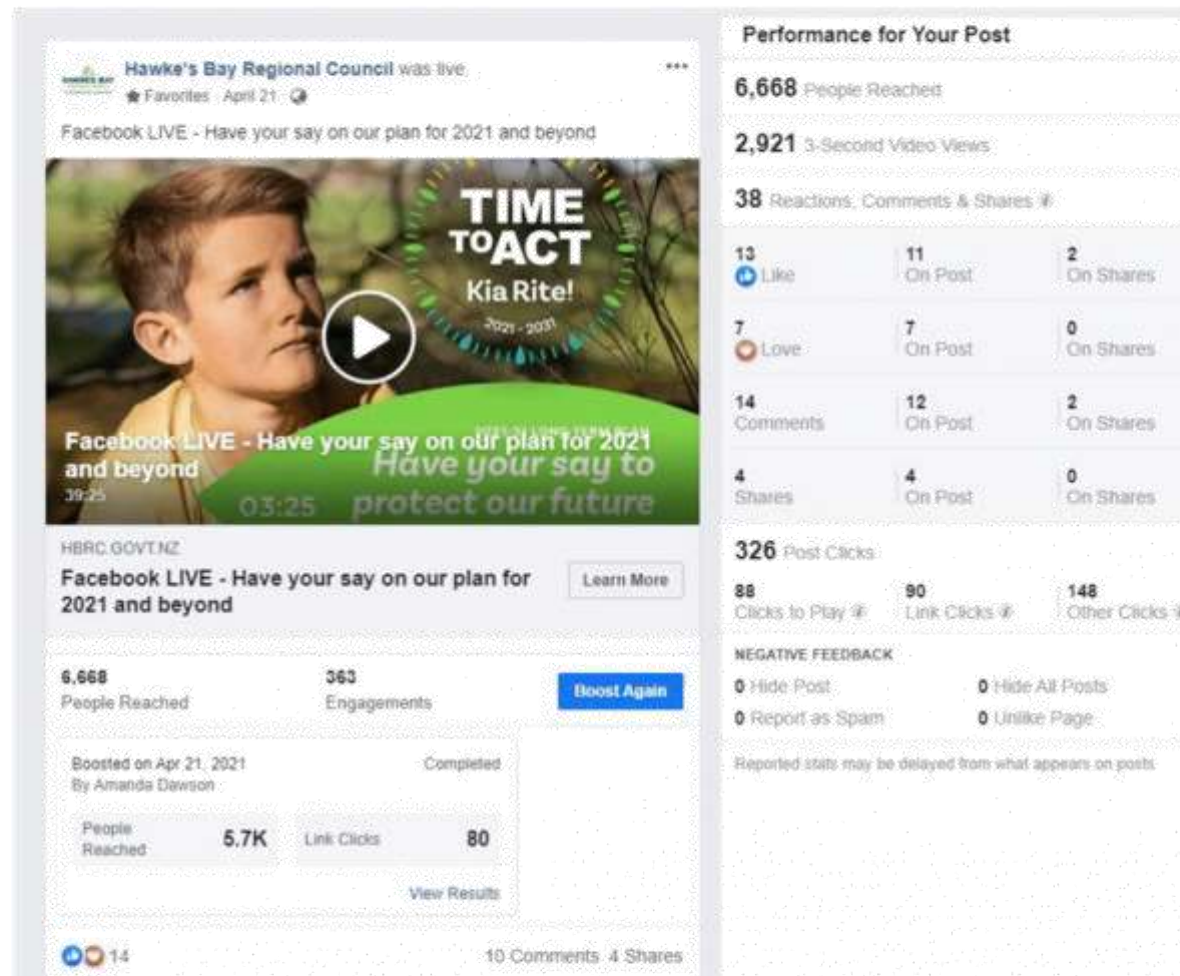 Hawke's Bay Regional Council was live.
Favorites · April 21 ·
Facebook LIVE - Have your say on our plan for 2021 and beyond
TIME
TO ACT
Kia Rite!
2021 - 2031
Facebook LIVE - Have your say on our plan for 2021
and beyond
39:25
Have your say to
03:25 protect our future
HBRC.GOVT.NZ
Facebook LIVE - Have your say on our plan for
2021 and beyond
Learn More
6,668
People Reached
363
Engagements
Boost Again
Boosted on Apr 21, 2021
By Amanda Dawson
Completed
People
Reached
5.7K
Link Clicks
80
View Results
14
10 Comments 4 Shares
Performance for Your Post
6,668 People Reached
2,921 3-Second Video Views
38 Reactions, Comments & Shares
13
Like
11
On Post
2
On Shares
7
Love
7
On Post
0
On Shares
14
Comments
12
On Post
2
On Shares
4
Shares
4
On Post
0
On Shares
326 Post Clicks
88
Clicks to Play
90
Link Clicks
148
Other Clicks
NEGATIVE FEEDBACK
0 Hide Post
0 Hide All Posts
0 Report as Spam
0 Unlike Page
Reported stats may be delayed from what appears on posts